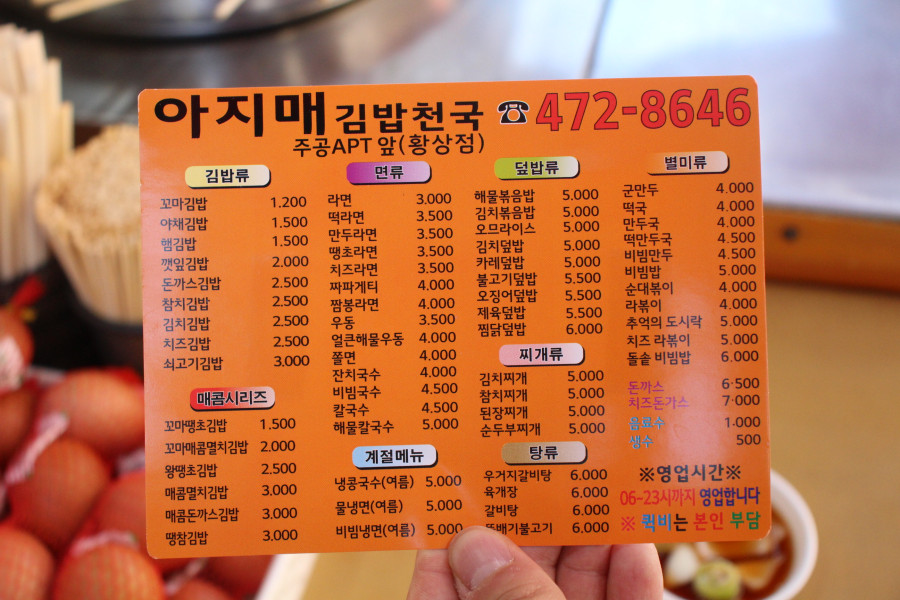 아지매 김밥천국 ☎ 472-8646
주공APT 앞(황상점)
김밥류
꼬마김밥 1.200
야채김밥 1.500
햄김밥 1.500
깻잎김밥 2.000
돈까스김밥 2.500
참치김밥 2.500
김치김밥 2.500
치즈김밥 2.500
쇠고기김밥 3.000
매콤시리즈
꼬마땡초김밥 1.500
꼬마매콤멸치김밥 2.000
왕땡초김밥 2.500
매콤멸치김밥 3.000
매콤돈까스김밥 3.000
땡참김밥 3.000
면류
라면 3.000
떡라면 3.500
만두라면 3.500
땡초라면 3.500
치즈라면 3.500
짜파게티 4.000
짬봉라면 4.000
우동 3.500
얼큰해물우동 4.000
쫄면 4.000
잔치국수 4.000
비빔국수 4.500
칼국수 4.500
해물칼국수 5.000
계절메뉴
냉콩국수(여름) 5.000
물냉면(여름) 5.000
비빔냉면(여름) 5.000
덮밥류
해물볶음밥 5.000
김치볶음밥 5.000
오므라이스 5.000
김치덮밥 5.000
카레덮밥 5.000
불고기덮밥 5.500
오징어덮밥 5.500
제육덮밥 5.500
찜닭덮밥 6.000
찌개류
김치찌개 5.000
참치찌개 5.000
된장찌개 5.000
순두부찌개 5.000
탕류
우거지갈비탕 6.000
육개장 6.000
갈비탕 6.000
뚝배기불고기 6.000
별미류
군만두 4.000
떡국 4.000
만두국 4.000
떡만두국 4.500
비빔만두 4.500
비빔밥 5.000
순대볶이 4.000
라볶이 4.000
추억의 도시락 5.000
치즈 라볶이 5.000
돌솥 비빔밥 6.000
돈까스 6·500
치즈돈가스 7·000
음료수 1.000
생수 500
※영업시간※
06~23시까지 영업합니다
※ 퀵비는 본인 부담